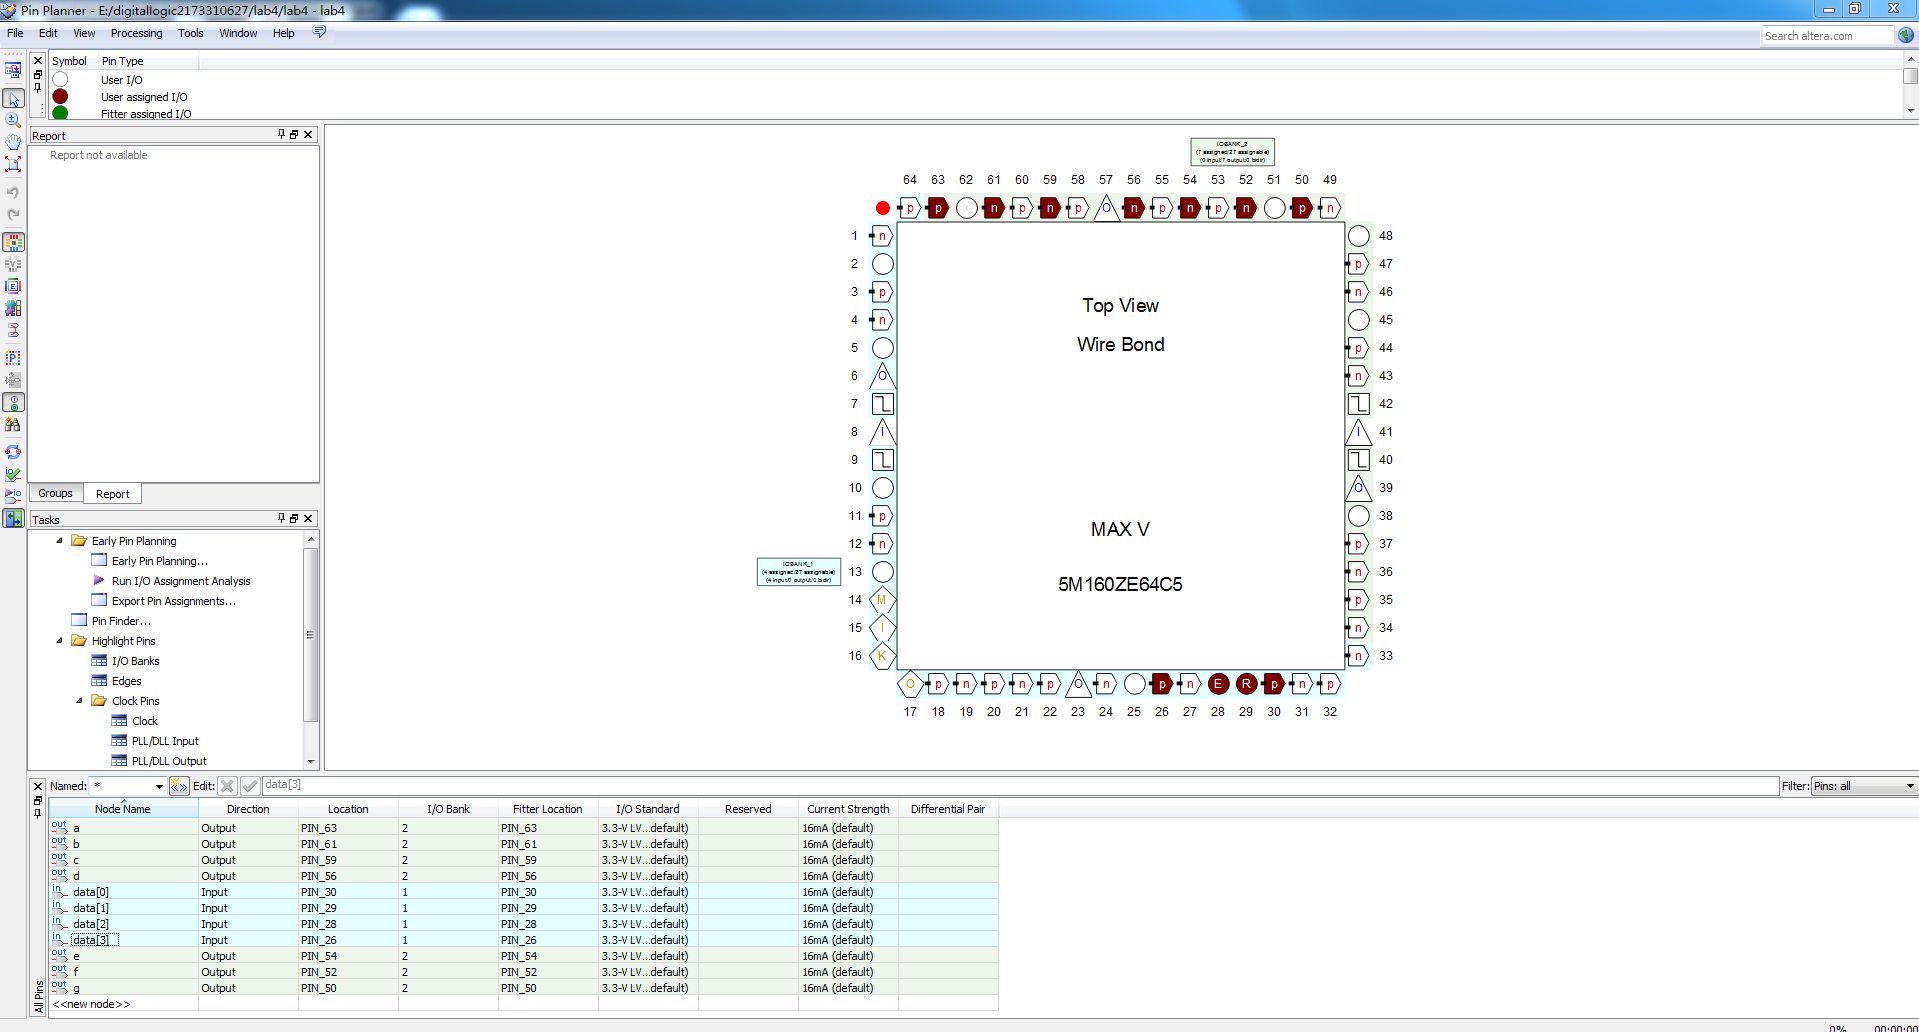 Pin Planner - E:/digitallogic2173310627/lab4/lab4 - lab4
File Edit View Processing Tools Window Help
Search altera.com
Symbol Pin Type
User I/O
User assigned I/O
Fitter assigned I/O
Report
Report not available
Groups Report
Tasks
Early Pin Planning
Early Pin Planning...
Run I/O Assignment Analysis
Export Pin Assignments...
Pin Finder...
Highlight Pins
I/O Banks
Edges
Clock Pins
Clock
PLL/DLL Input
PLL/DLL Output
IOBANK_2
(7 assigned/27 assignable)
(0 input/7 output/0 bidir)
64 63 62 61 60 59 58 57 56 55 54 53 52 51 50 49
p p n p n p O n p n p n p n
1 n 48
2 p 47
3 p n 46
4 n 45
5 p 44
6 O n 43
7 42
8 I I 41
9 40
10 O 39
11 p 38
12 n p 37
13 n 36
14 M p 35
15 I n 34
16 K n 33
Top View
Wire Bond
MAX V
5M160ZE64C5
IOBANK_1
(4 assigned/27 assignable)
(4 input/0 output/0 bidir)
O p n p n p O n p n E R p n p
17 18 19 20 21 22 23 24 25 26 27 28 29 30 31 32
Named: * Edit: data[3] Filter: Pins: all
Node Name Direction Location I/O Bank Fitter Location I/O Standard Reserved Current Strength Differential Pair
out a Output PIN_63 2 PIN_63 3.3-V LV...default) 16mA (default)
out b Output PIN_61 2 PIN_61 3.3-V LV...default) 16mA (default)
out c Output PIN_59 2 PIN_59 3.3-V LV...default) 16mA (default)
out d Output PIN_56 2 PIN_56 3.3-V LV...default) 16mA (default)
in data[0] Input PIN_30 1 PIN_30 3.3-V LV...default) 16mA (default)
in data[1] Input PIN_29 1 PIN_29 3.3-V LV...default) 16mA (default)
in data[2] Input PIN_28 1 PIN_28 3.3-V LV...default) 16mA (default)
in data[3] Input PIN_26 1 PIN_26 3.3-V LV...default) 16mA (default)
out e Output PIN_54 2 PIN_54 3.3-V LV...default) 16mA (default)
out f Output PIN_52 2 PIN_52 3.3-V LV...default) 16mA (default)
out g Output PIN_50 2 PIN_50 3.3-V LV...default) 16mA (default)
<<new node>>
All Pins
0% 00:00:00